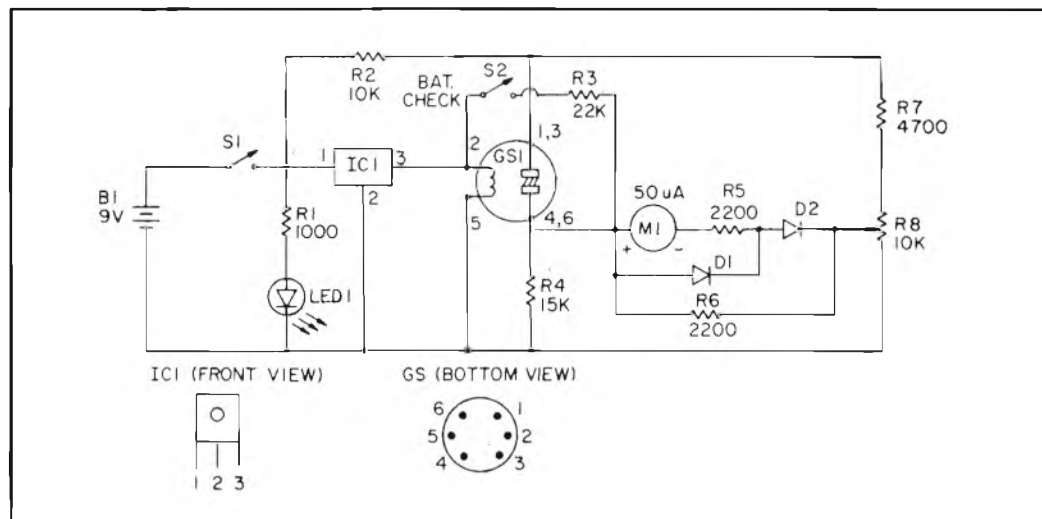 R2
10K
BAT.
CHECK
S2
R3
22K
R7
4700
S1
1
IC1
3
2
2
GS1
1,3
5
4,6
B1
9V
R1
1000
LED1
50uA
M1
+
-
R5
2200
D2
D1
R6
2200
R8
10K
R4
15K
IC1 (FRONT VIEW)
1 2 3
GS (BOTTOM VIEW)
6 1
5 2
4 3